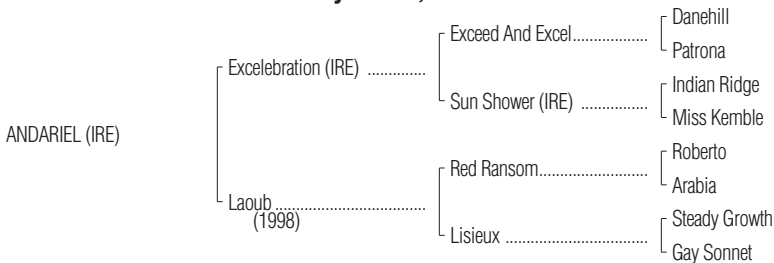 Danehill
Exceed And Excel.................
Patrona
Excelebration (IRE) .............
Indian Ridge
Sun Shower (IRE) ...............
Miss Kemble
ANDARIEL (IRE)
Roberto
Red Ransom.........................
Arabia
Laoub ..................................
(1998)
Steady Growth
Lisieux .................................
Gay Sonnet